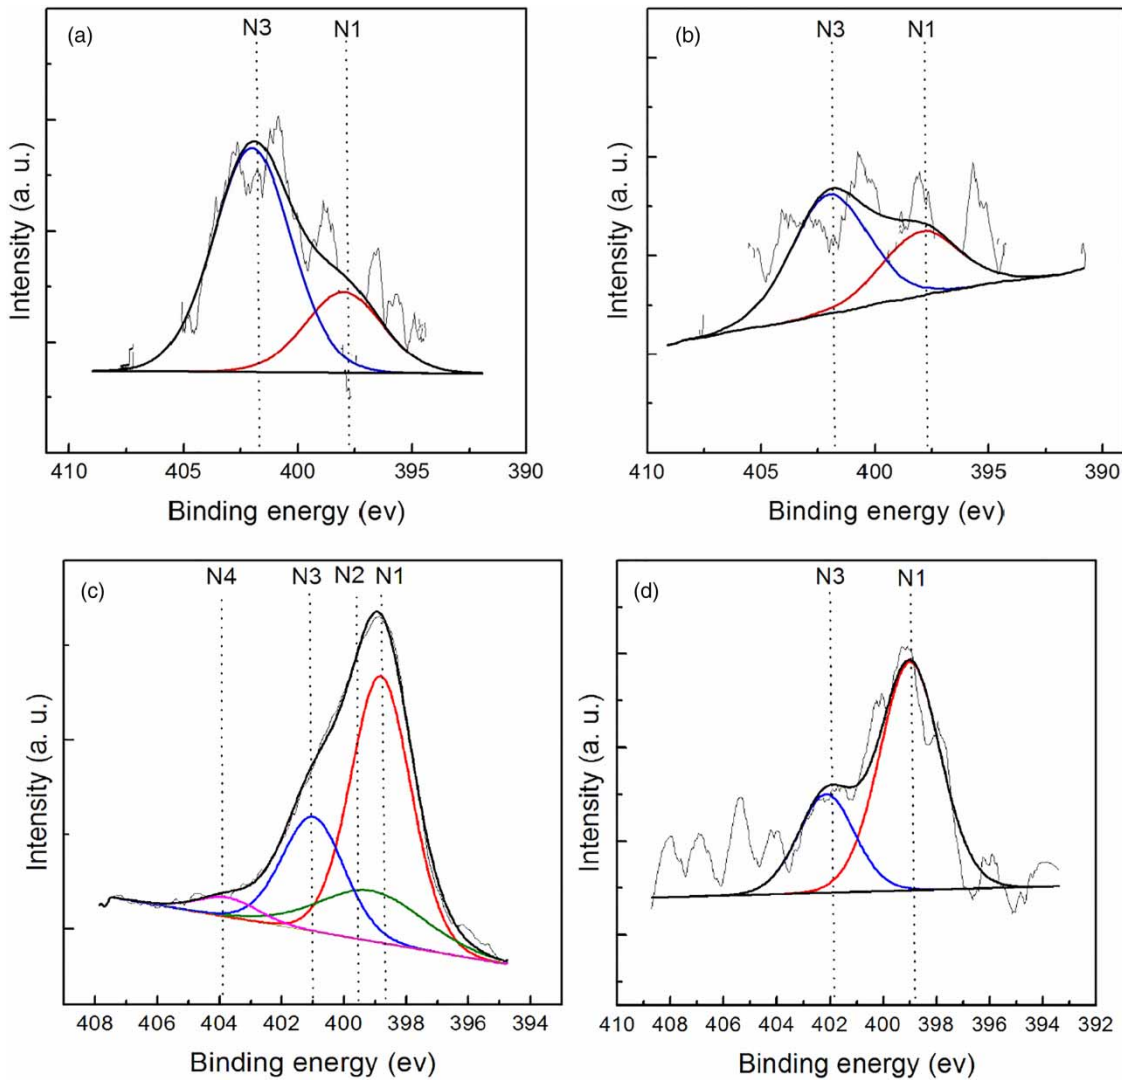 (a)
N3 N1
Intensity (a. u.)
410 405 400 395 390
Binding energy (ev)
(b)
N3 N1
Intensity (a. u.)
410 405 400 395 390
Binding energy (ev)
(c)
N4 N3 N2 N1
Intensity (a. u.)
408 406 404 402 400 398 396 394
Binding energy (ev)
(d)
N3 N1
Intensity (a. u.)
410 408 406 404 402 400 398 396 394 392
Binding energy (ev)